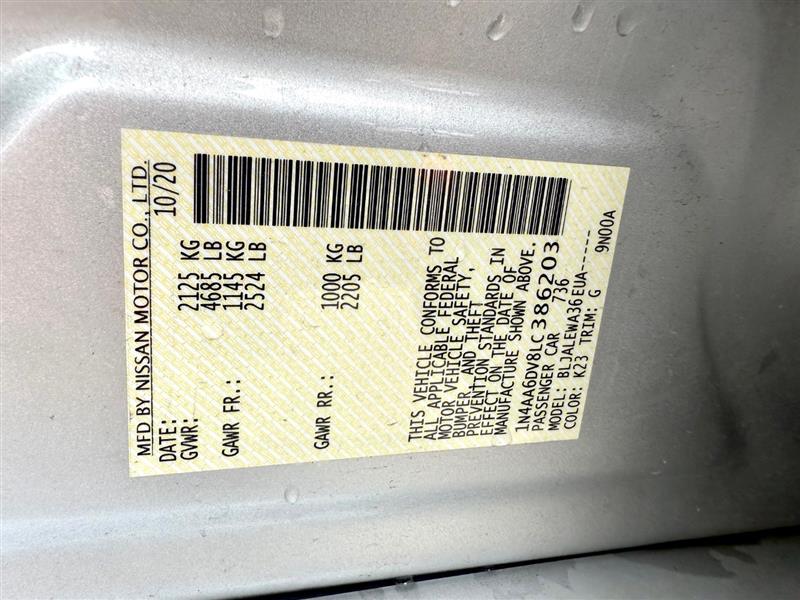 MFD BY NISSAN MOTOR CO., LTD.
DATE: 10/20
GVWR: 2125 KG
4685 LB
GAWR FR.: 1145 KG
2524 LB
GAWR RR.: 1000 KG
2205 LB
THIS VEHICLE CONFORMS TO
ALL APPLICABLE FEDERAL
MOTOR VEHICLE SAFETY,
BUMPER, AND THEFT
PREVENTION STANDARDS IN
EFFECT ON THE DATE OF
MANUFACTURE SHOWN ABOVE.
1N4AA6DV8LC386203
PASSENGER CAR 736
MODEL: BLJALEWA36EUA-----
COLOR: K23 TRIM: G 9N00A